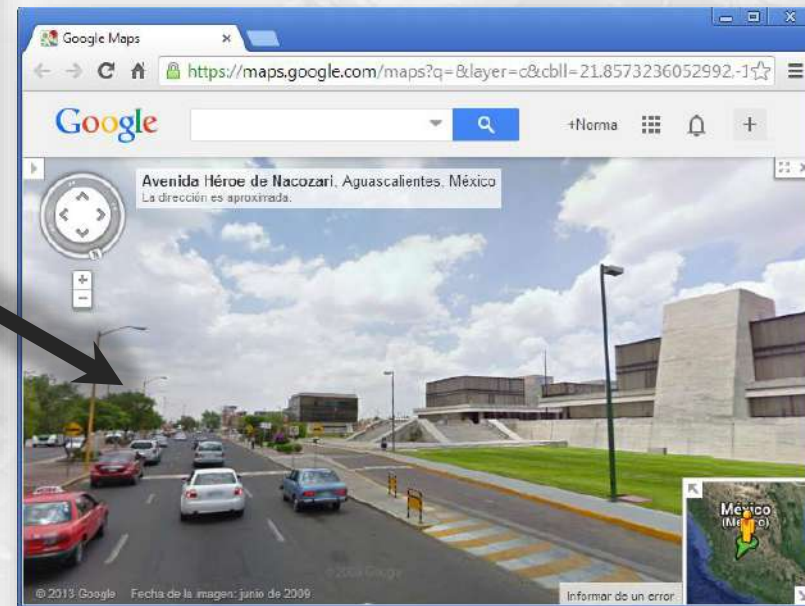 Google Maps
https://maps.google.com/maps?q=&layer=c&cbll=21.8573236052992,-1
Google
+Norma
Avenida Héroe de Nacozari, Aguascalientes, México
La dirección es aproximada.
México
© 2013 Google Fecha de la imagen: junio de 2009
Informar de un error